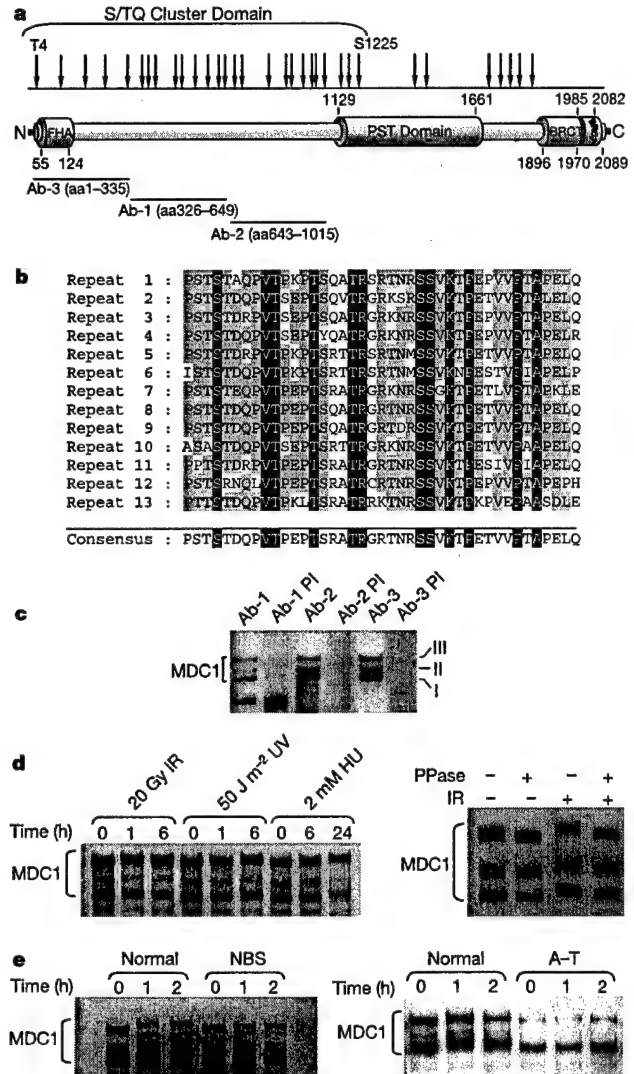 a
S/TQ Cluster Domain
T4 S1225
1129 1661 1985 2082
N FHA PST Domain BRCT C
55 124 1896 1970 2089
Ab-3 (aa1–335)
Ab-1 (aa326–649)
Ab-2 (aa643–1015)
b
Repeat 1 : PSTSTAQPVTPKPTSQATRSRTNRSSVKTPEPVVPTAPELQ
Repeat 2 : PSTSTDQPVTSEPTSQVTRGRKSRSSVKTPETVVPTALELQ
Repeat 3 : PSTSTDRPVTSEPTSQATRGRKNRSSVKTPEPVVPTAPELQ
Repeat 4 : PSTSTDQPVTSEPTYQATRGRKNRSSVKTPEPVVPTAPELR
Repeat 5 : PSTSTDRPVTPKPTSRTTRSRTNMSSVKTPETVVPTAPELQ
Repeat 6 : ISTSTDQPVTPKPTSRTTRSRTNMSSVKNPESTVPIAPELP
Repeat 7 : PSTSTEQPVTPEPTSRATRGRKNRSSGKTPETLVPTAPKLE
Repeat 8 : PSTSTDQPVTPEPTSRATRGRTNRSSVKTPETVVPTAPELQ
Repeat 9 : PSTSTDQPVTPEPTSRATRGRTDRSSVKTPETVVPTAPELQ
Repeat 10 : ASASTDQPVTSEPTSRTTRGRKNRSSVKTPETVVPAAPELQ
Repeat 11 : PPTSTDRPVTPEPTSRATRGRTNRSSVKTPESIVPIAPELQ
Repeat 12 : PSTSRNQLVTPEPTSRATRCRTNRSSVKTPEPVVPTAPEPH
Repeat 13 : PTTSTDQPVTPKLTSRATRRKTNRSSVKTPKPVEPAASDLE
Consensus : PSTSTDQPVTPEPTSRATRGRTNRSSVKTPETVVPTAPELQ
c
Ab-1 Ab-1 PI Ab-2 Ab-2 PI Ab-3 Ab-3 PI
MDC1
III
II
I
d
20 Gy IR 50 J m⁻² UV 2 mM HU
Time (h) 0 1 6 0 1 6 0 6 24
MDC1
PPase – + – +
IR – – + +
MDC1
e
Normal NBS
Time (h) 0 1 2 0 1 2
MDC1
Normal A–T
Time (h) 0 1 2 0 1 2
MDC1